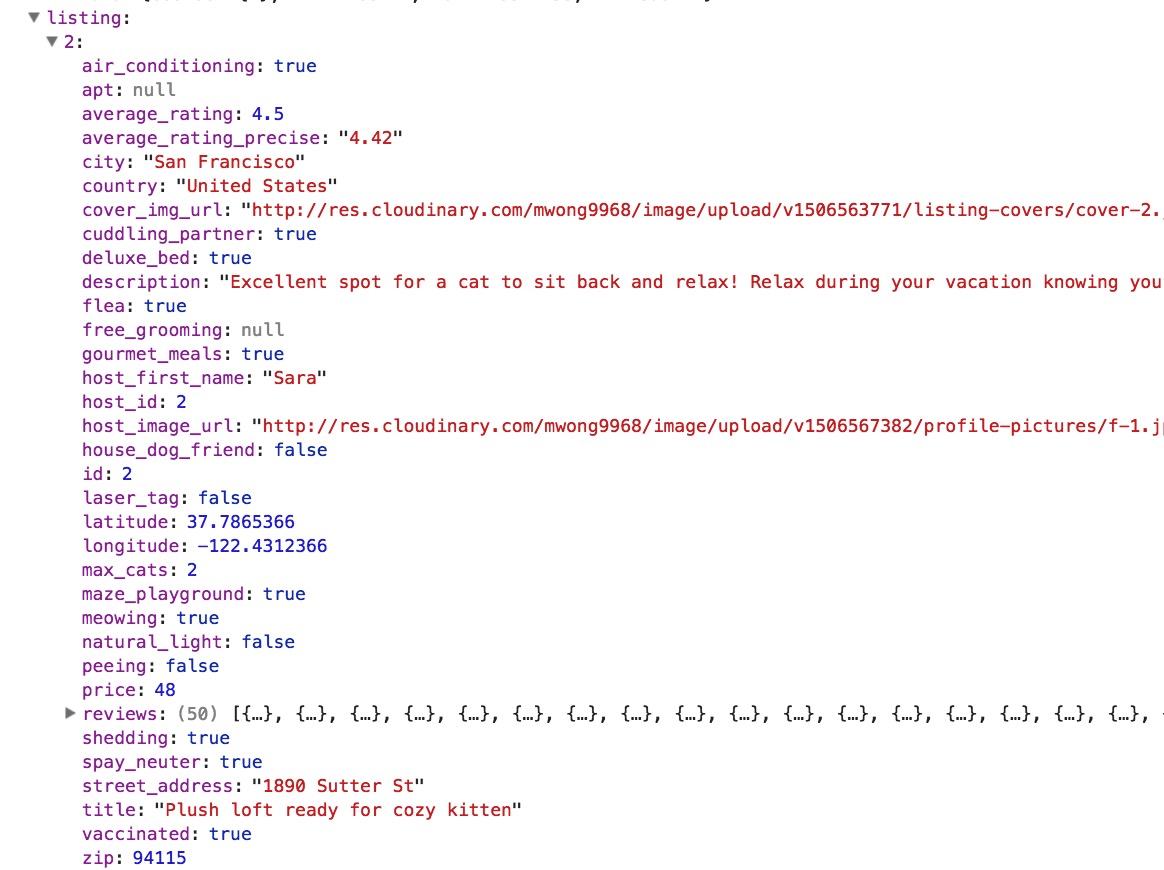 listing:
2:
air_conditioning: true
apt: null
average_rating: 4.5
average_rating_precise: "4.42"
city: "San Francisco"
country: "United States"
cover_img_url: "http://res.cloudinary.com/mwong9968/image/upload/v1506563771/listing-covers/cover-2.
cuddling_partner: true
deluxe_bed: true
description: "Excellent spot for a cat to sit back and relax! Relax during your vacation knowing you
flea: true
free_grooming: null
gourmet_meals: true
host_first_name: "Sara"
host_id: 2
host_image_url: "http://res.cloudinary.com/mwong9968/image/upload/v1506567382/profile-pictures/f-1.j
house_dog_friend: false
id: 2
laser_tag: false
latitude: 37.7865366
longitude: -122.4312366
max_cats: 2
maze_playground: true
meowing: true
natural_light: false
peeing: false
price: 48
reviews: (50) [{…}, {…}, {…}, {…}, {…}, {…}, {…}, {…}, {…}, {…}, {…}, {…}, {…}, {…}, {…}, {…}, {…},
shedding: true
spay_neuter: true
street_address: "1890 Sutter St"
title: "Plush loft ready for cozy kitten"
vaccinated: true
zip: 94115